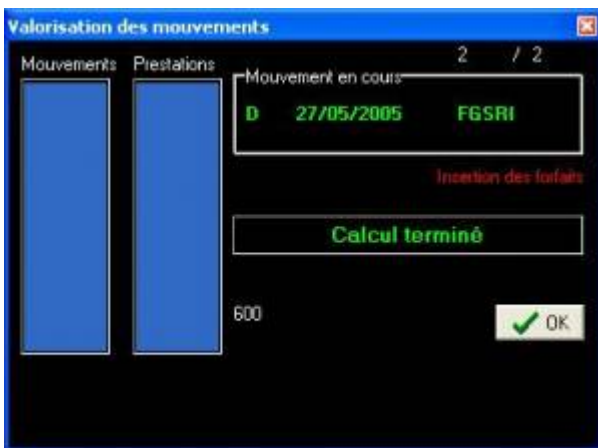 Valorisation des mouvements
Mouvements Prestations
2 / 2
Mouvement en cours
D 27/05/2005 FGSRI
Insertion des forfaits
Calcul terminé
600
OK